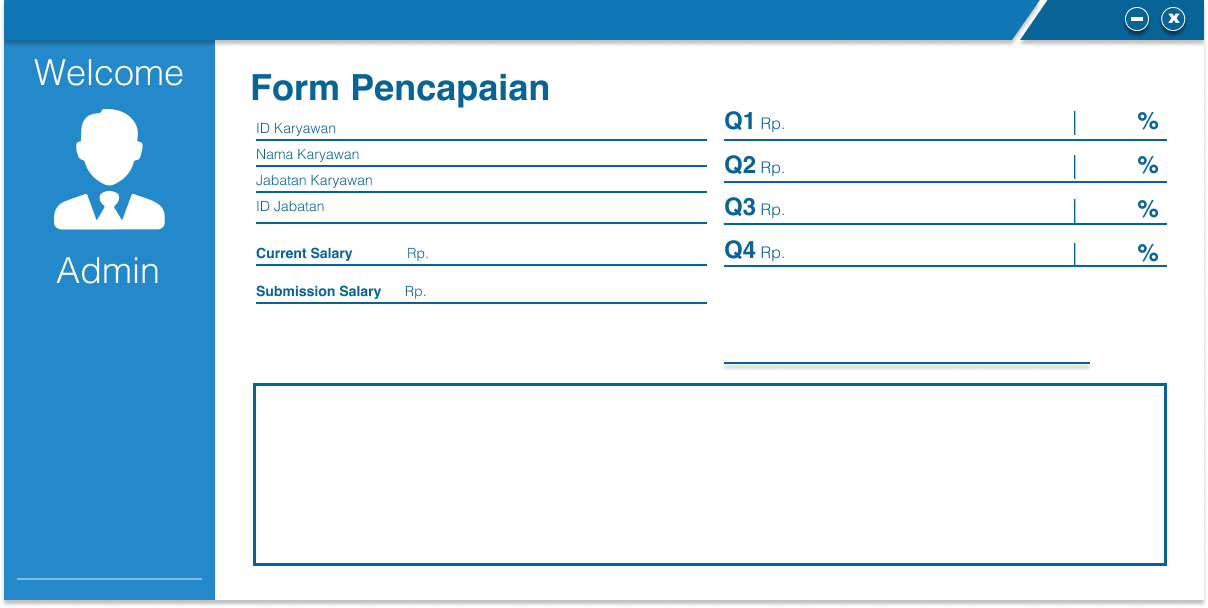 Welcome
Admin
Form Pencapaian
ID Karyawan
Nama Karyawan
Jabatan Karyawan
ID Jabatan
Current Salary Rp.
Submission Salary Rp.
Q1 Rp. %
Q2 Rp. %
Q3 Rp. %
Q4 Rp. %